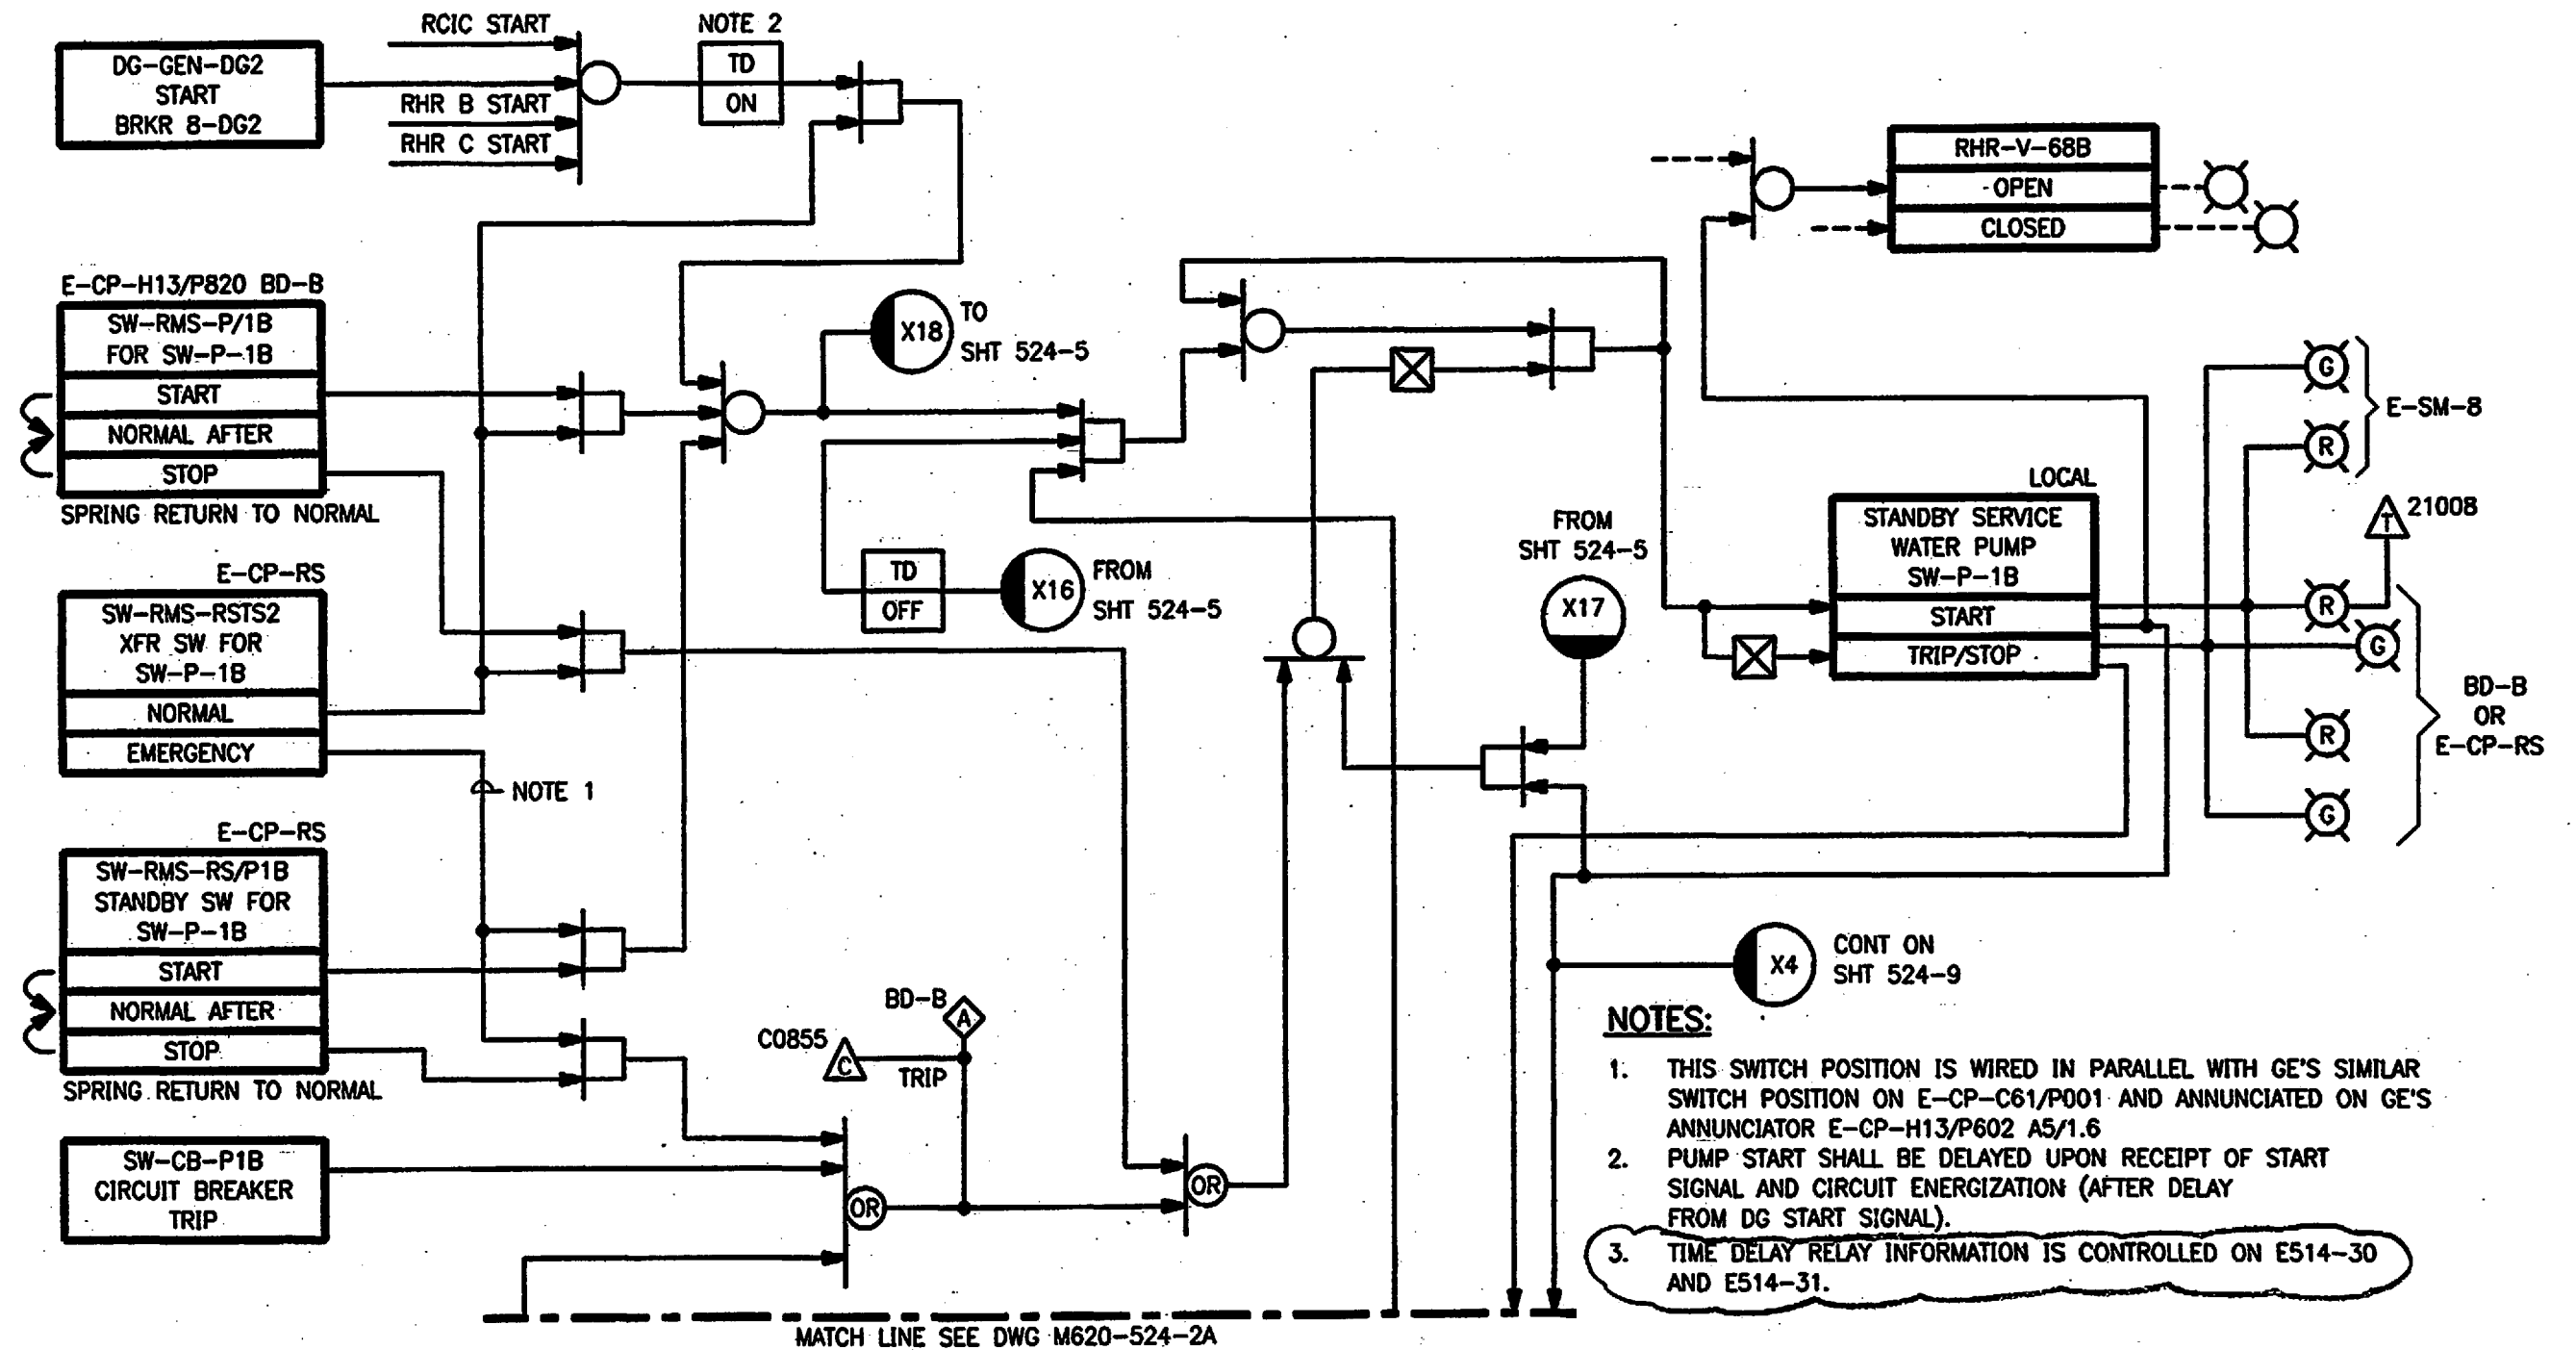 RCIC START
NOTE 2
DG-GEN-DG2
START
BRKR 8-DG2
TD
ON
RHR B START
RHR C START
RHR-V-68B
OPEN
CLOSED
E-CP-H13/P820 BD-B
SW-RMS-P/1B
FOR SW-P-1B
START
NORMAL AFTER
STOP
SPRING RETURN TO NORMAL
X18
TO
SHT 524-5
G
R
E-SM-8
E-CP-RS
SW-RMS-RSTS2
XFR SW FOR
SW-P-1B
NORMAL
EMERGENCY
NOTE 1
TD
OFF
X16
FROM
SHT 524-5
FROM
SHT 524-5
X17
LOCAL
STANDBY SERVICE
WATER PUMP
SW-P-1B
START
TRIP/STOP
T
21008
R
G
R
G
BD-B
OR
E-CP-RS
E-CP-RS
SW-RMS-RS/P1B
STANDBY SW FOR
SW-P-1B
START
NORMAL AFTER
STOP
SPRING RETURN TO NORMAL
SW-CB-P1B
CIRCUIT BREAKER
TRIP
BD-B
A
C0855
C
TRIP
OR
OR
X4
CONT ON
SHT 524-9
NOTES:
1. THIS SWITCH POSITION IS WIRED IN PARALLEL WITH GE'S SIMILAR
SWITCH POSITION ON E-CP-C61/P001 AND ANNUNCIATED ON GE'S
ANNUNCIATOR E-CP-H13/P602 A5/1.6
2. PUMP START SHALL BE DELAYED UPON RECEIPT OF START
SIGNAL AND CIRCUIT ENERGIZATION (AFTER DELAY
FROM DG START SIGNAL).
3. TIME DELAY RELAY INFORMATION IS CONTROLLED ON E514-30
AND E514-31.
MATCH LINE SEE DWG M620-524-2A